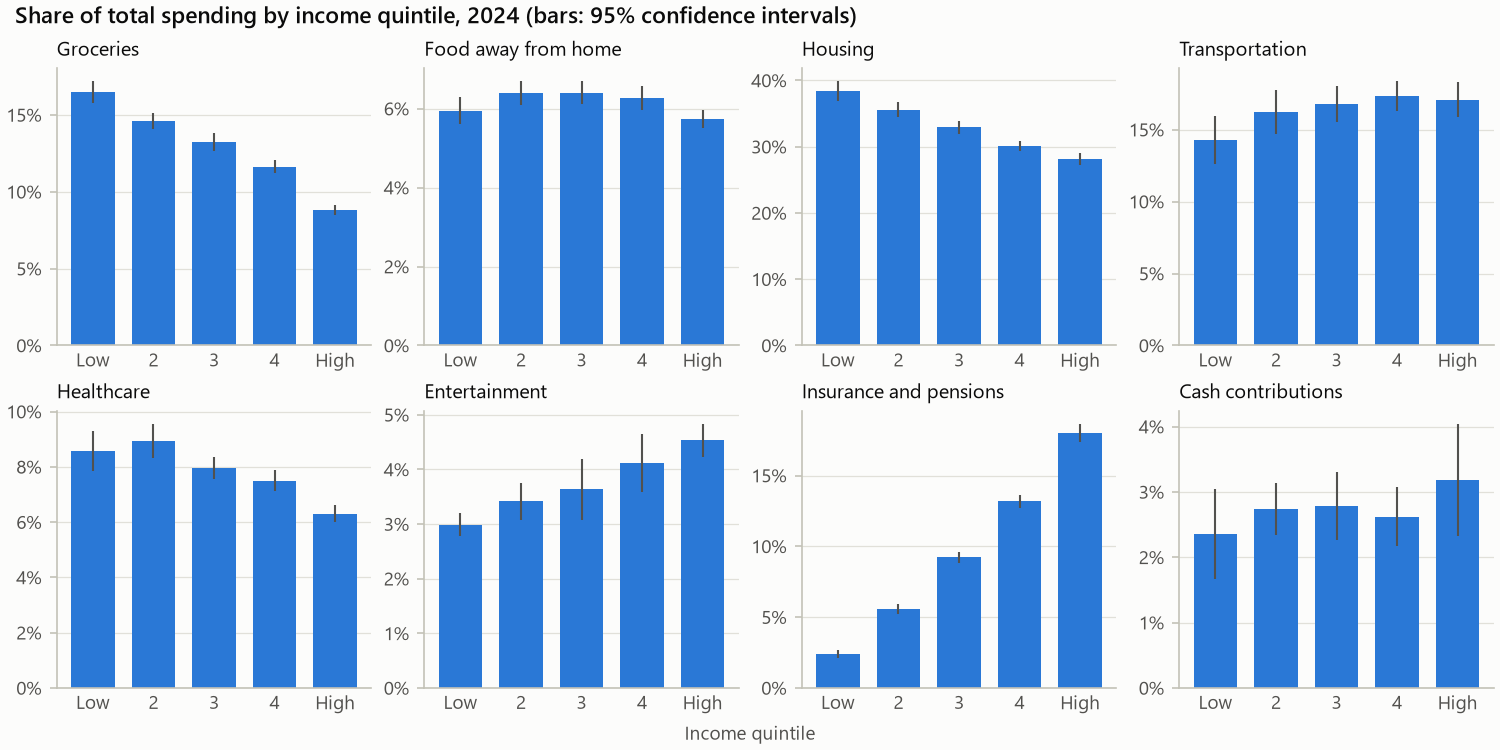 Share of total spending by income quintile, 2024 (bars: 95% confidence intervals)
Groceries
15%
10%
5%
0%
Low 2 3 4 High
Food away from home
6%
4%
2%
0%
Low 2 3 4 High
Housing
40%
30%
20%
10%
0%
Low 2 3 4 High
Transportation
15%
10%
5%
0%
Low 2 3 4 High
Healthcare
10%
8%
6%
4%
2%
0%
Low 2 3 4 High
Entertainment
5%
4%
3%
2%
1%
0%
Low 2 3 4 High
Insurance and pensions
15%
10%
5%
0%
Low 2 3 4 High
Cash contributions
4%
3%
2%
1%
0%
Low 2 3 4 High
Income quintile